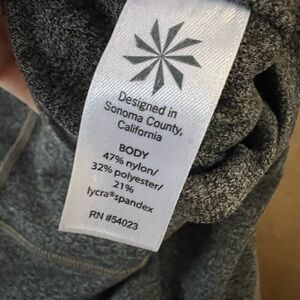 Designed in
Sonoma County,
California
BODY
47% nylon/
32% polyester/
21%
lycra®spandex
RN #54023